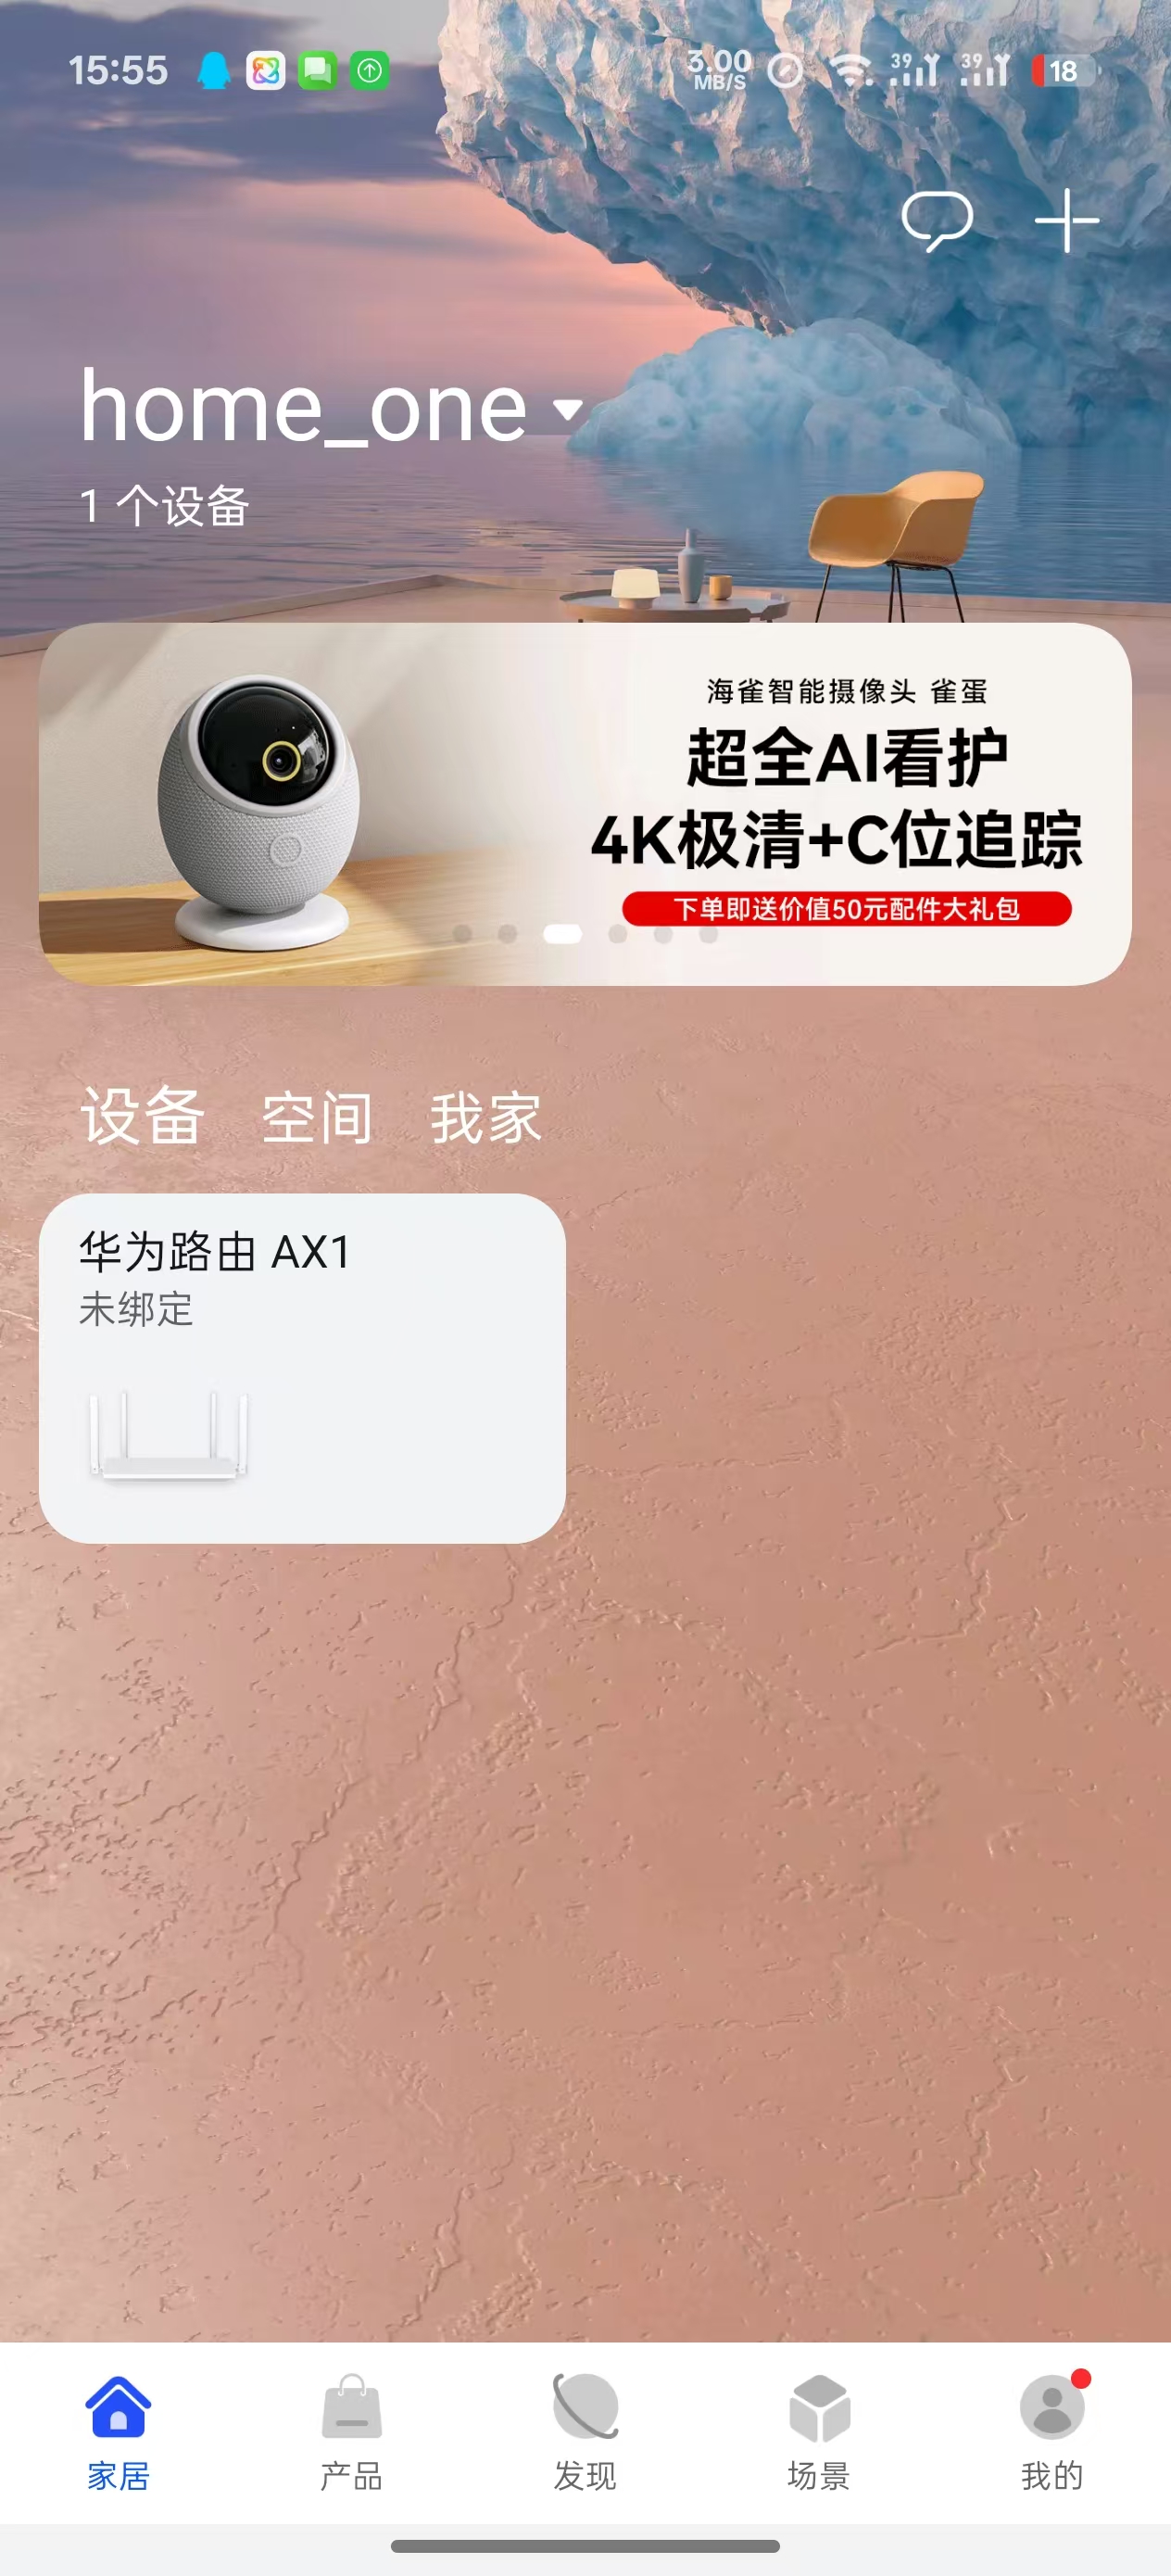 15:55
3.00
MB/S
39
39
18
home_one
1 个设备
海雀智能摄像头 雀蛋
超全AI看护
4K极清+C位追踪
下单即送价值50元配件大礼包
设备 空间 我家
华为路由 AX1
未绑定
家居 产品 发现 场景 我的